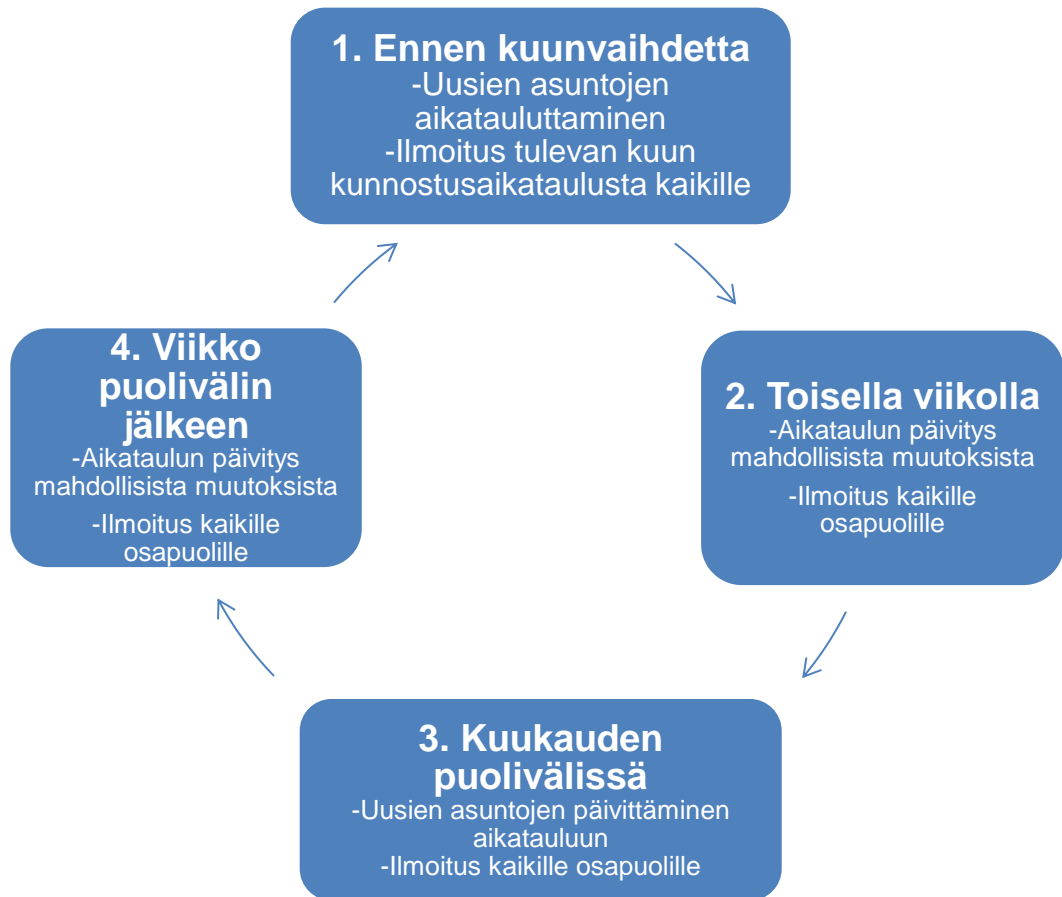 1. Ennen kuunvaihdetta
-Uusien asuntojen
aikatauluttaminen
-Ilmoitus tulevan kuun
kunnostusaikataulusta kaikille
2. Toisella viikolla
-Aikataulun päivitys
mahdollisista muutoksista
-Ilmoitus kaikille
osapuolille
3. Kuukauden
puolivälissä
-Uusien asuntojen päivittäminen
aikatauluun
-Ilmoitus kaikille osapuolille
4. Viikko
puolivälin
jälkeen
-Aikataulun päivitys
mahdollisista muutoksista
-Ilmoitus kaikille
osapuolille